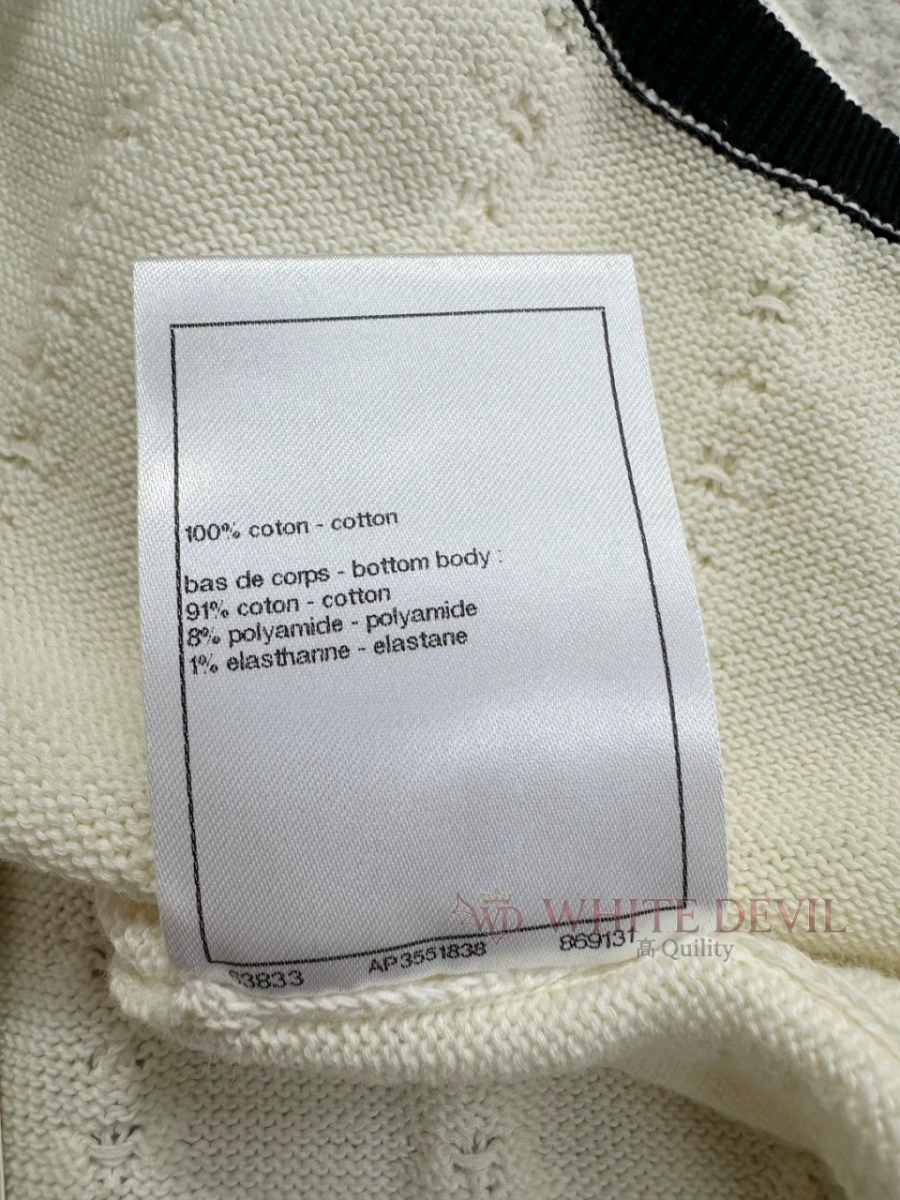 100% coton - cotton
bas de corps - bottom body :
91% coton - cotton
8% polyamide - polyamide
1% elasthanne - elastane
WD WHITE DEVIL
高 Quility
S3833 AP3551838 869131